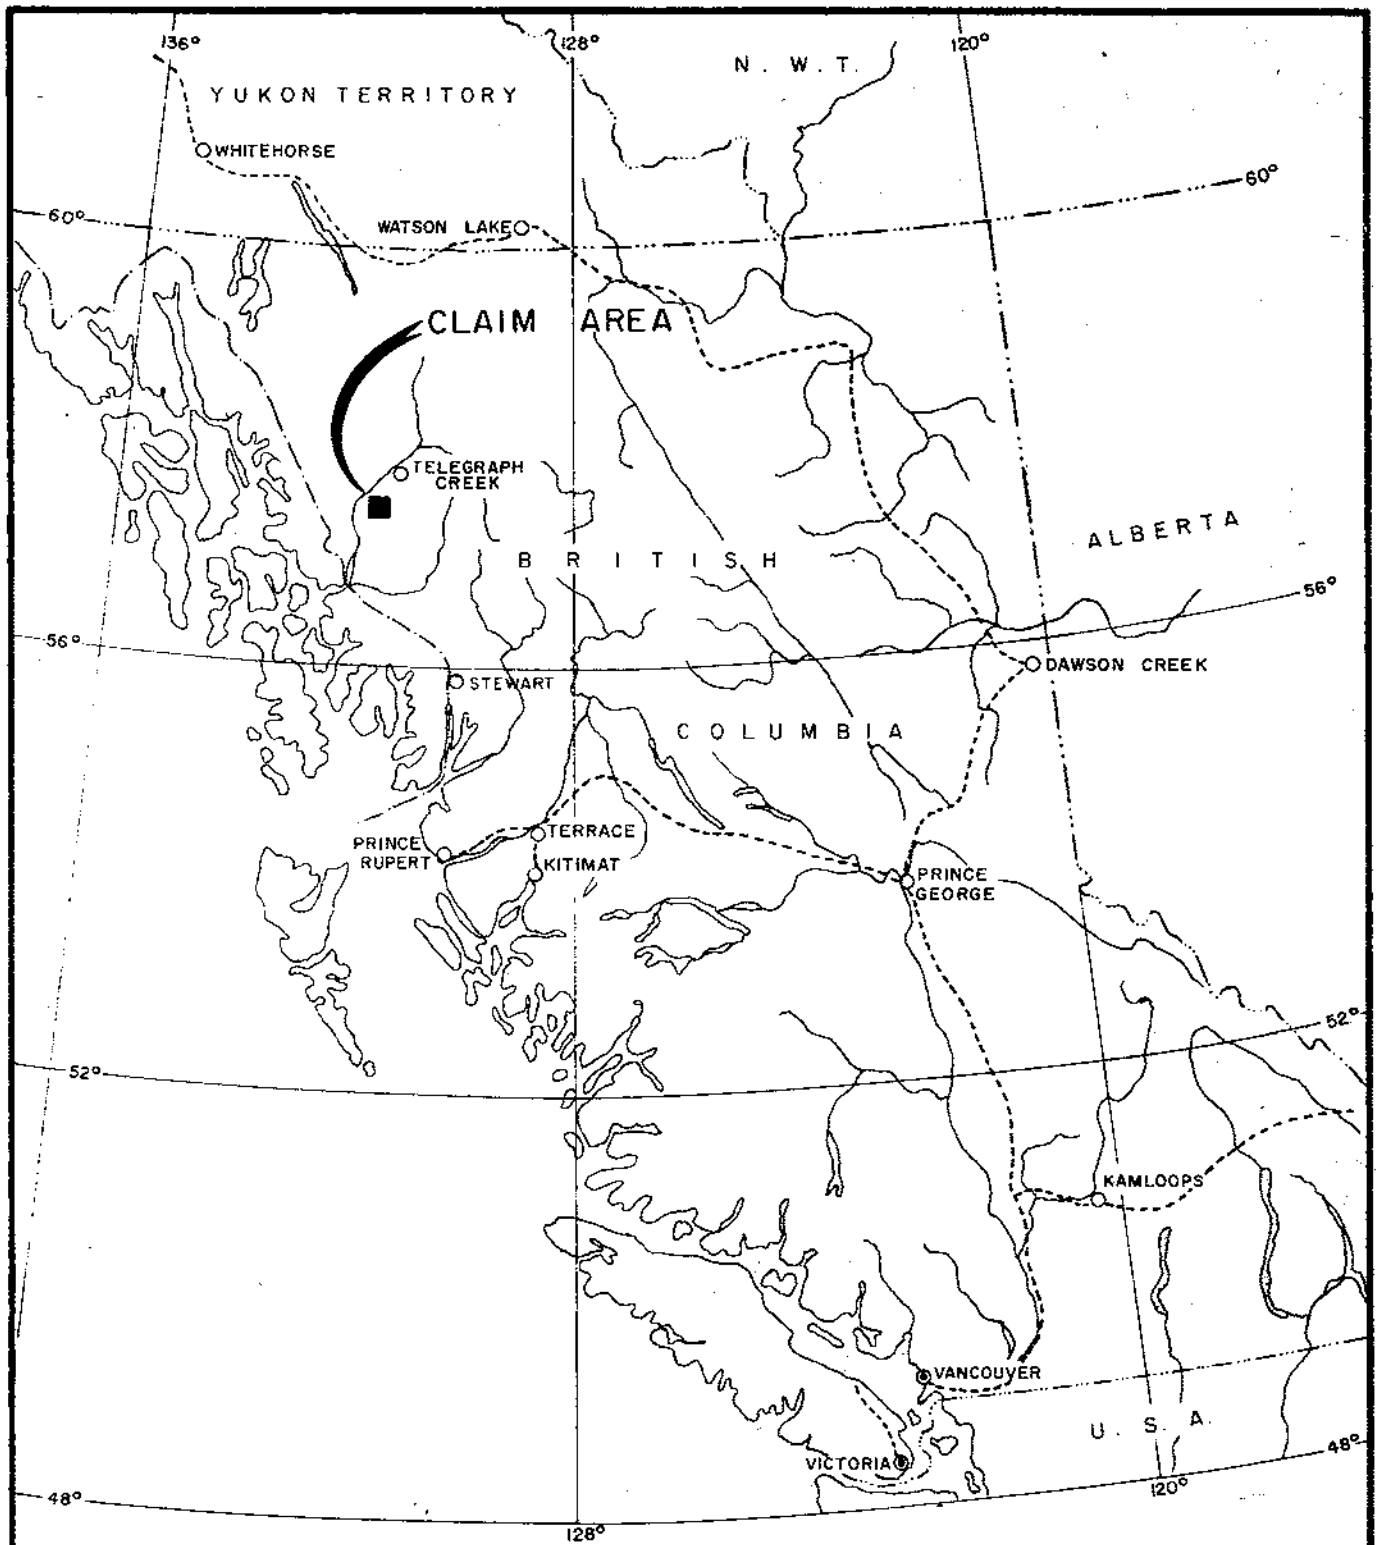 136°
128°
120°
N. W. T.
YUKON TERRITORY
WHITEHORSE
60°
60°
WATSON LAKE
CLAIM AREA
TELEGRAPH
CREEK
ALBERTA
BRITISH
56°
56°
DAWSON CREEK
STEWART
COLUMBIA
TERRACE
PRINCE
RUPERT
KITIMAT
PRINCE
GEORGE
52°
52°
KAMLOOPS
VANCOUVER
U. S. A.
VICTORIA
48°
48°
120°
128°